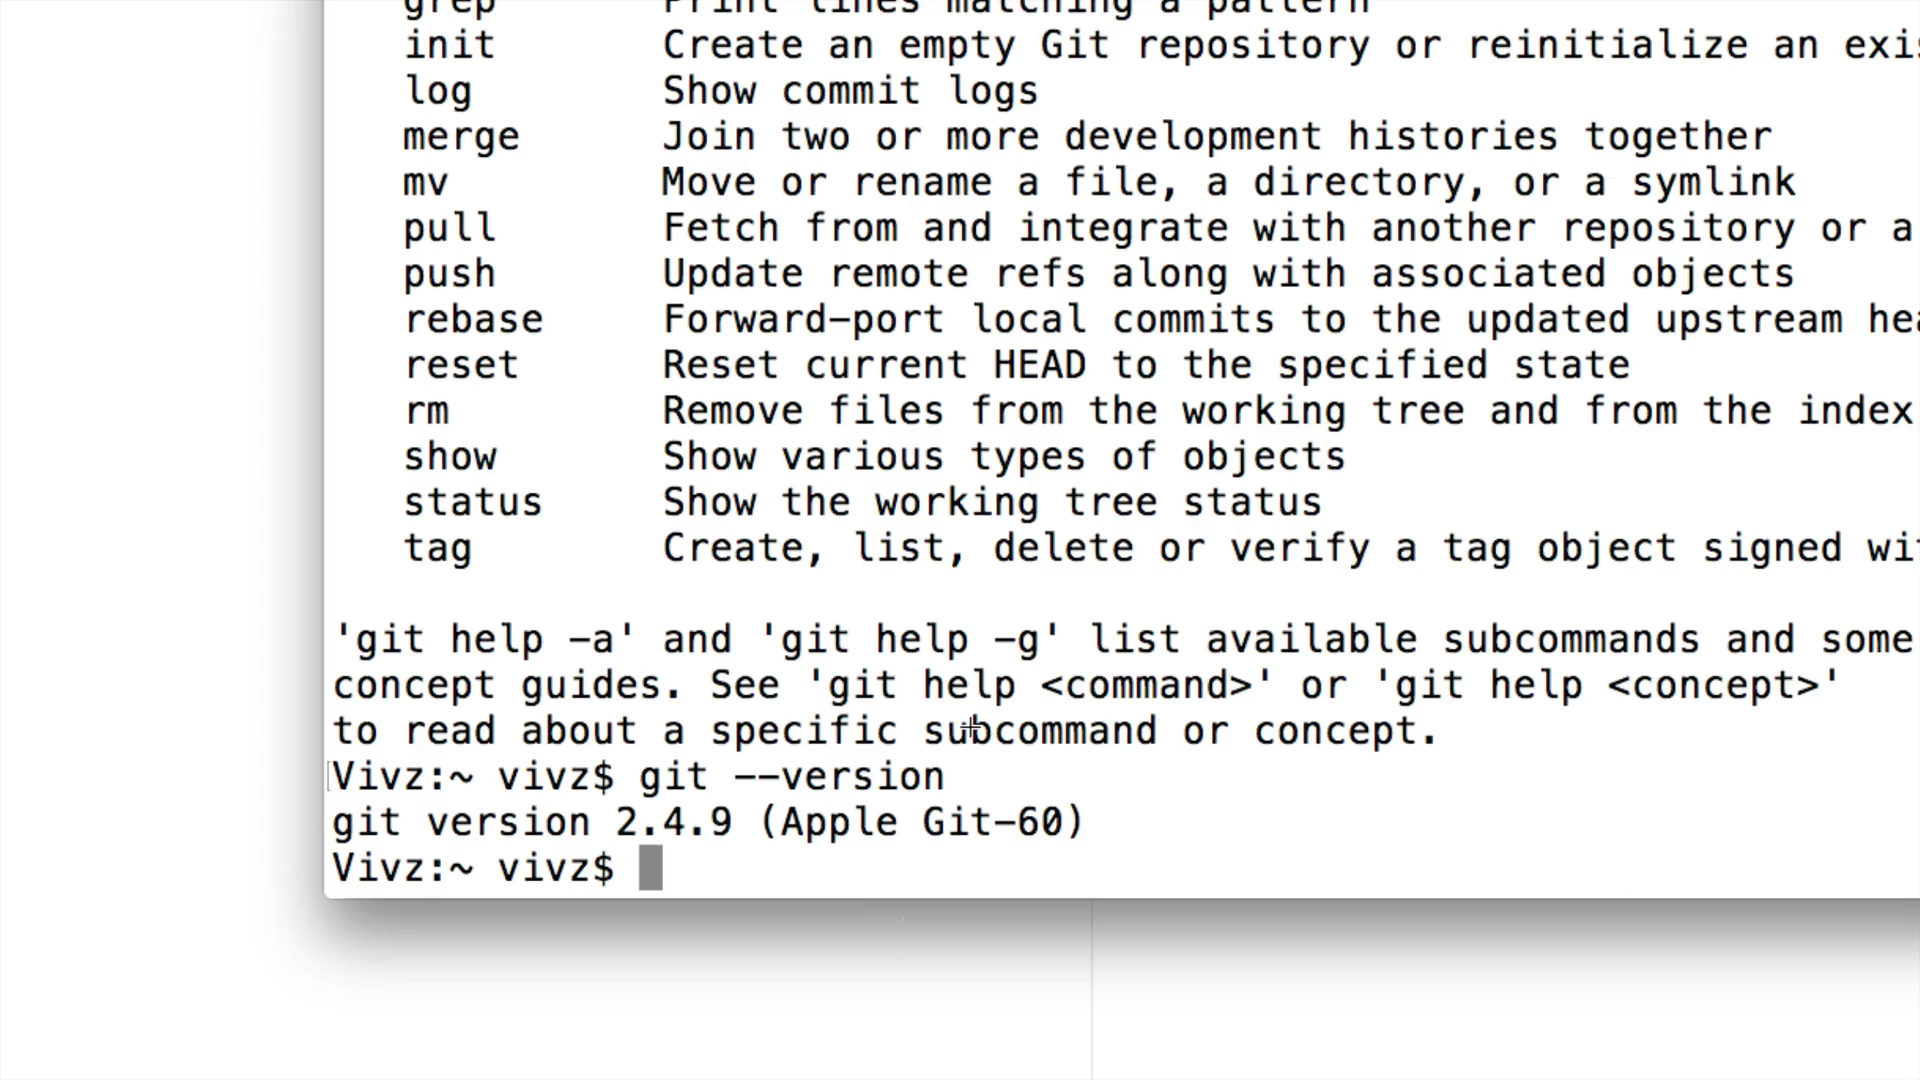 grep Print lines matching a pattern
init Create an empty Git repository or reinitialize an
log Show commit logs
merge Join two or more development histories together
mv Move or rename a file, a directory, or a symlink
pull Fetch from and integrate with another repository or a
push Update remote refs along with associated objects
rebase Forward-port local commits to the updated upstream
reset Reset current HEAD to the specified state
rm Remove files from the working tree and from the index
show Show various types of objects
status Show the working tree status
tag Create, list, delete or verify a tag object signed
'git help -a' and 'git help -g' list available subcommands and some
concept guides. See 'git help <command>' or 'git help <concept>'
to read about a specific subcommand or concept.
Vivz:~ vivz$ git --version
git version 2.4.9 (Apple Git-60)
Vivz:~ vivz$